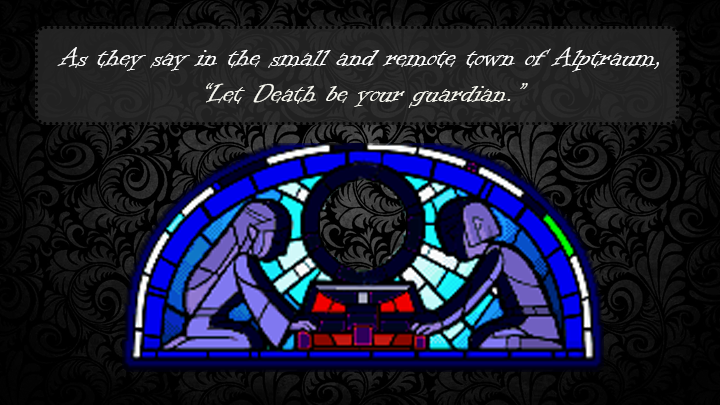 As they say in the small and remote town of Alptraum,
“Let Death be your guardian.”